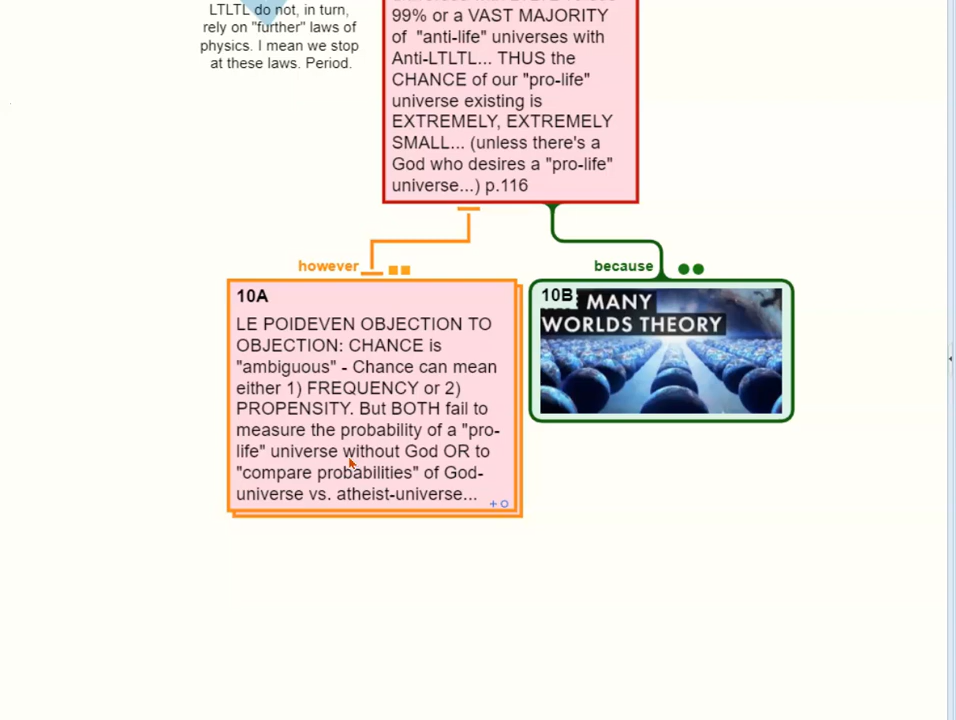 LTLTL do not, in turn,
rely on "further" laws of
physics. I mean we stop
at these laws. Period.
99% or a VAST MAJORITY
of "anti-life" universes with
Anti-LTLTL... THUS the
CHANCE of our "pro-life"
universe existing is
EXTREMELY, EXTREMELY
SMALL... (unless there's a
God who desires a "pro-life"
universe...) p.116
however
because
10A
LE POIDEVEN OBJECTION TO
OBJECTION: CHANCE is
"ambiguous" - Chance can mean
either 1) FREQUENCY or 2)
PROPENSITY. But BOTH fail to
measure the probability of a "pro-
life" universe without God OR to
"compare probabilities" of God-
universe vs. atheist-universe...
10B
MANY
WORLDS THEORY